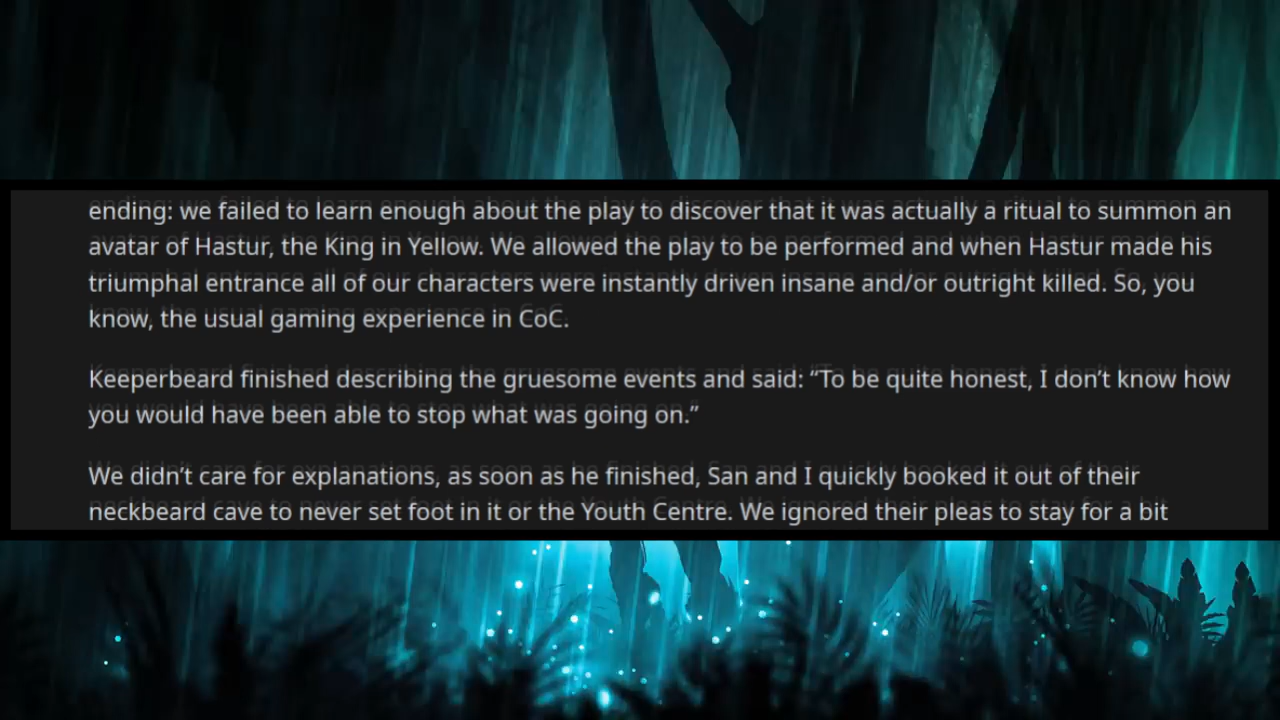 ending: we failed to learn enough about the play to discover that it was actually a ritual to summon an
avatar of Hastur, the King in Yellow. We allowed the play to be performed and when Hastur made his
triumphal entrance all of our characters were instantly driven insane and/or outright killed. So, you
know, the usual gaming experience in CoC.
Keeperbeard finished describing the gruesome events and said: “To be quite honest, I don’t know how
you would have been able to stop what was going on.”
We didn’t care for explanations, as soon as he finished, San and I quickly booked it out of their
neckbeard cave to never set foot in it or the Youth Centre. We ignored their pleas to stay for a bit